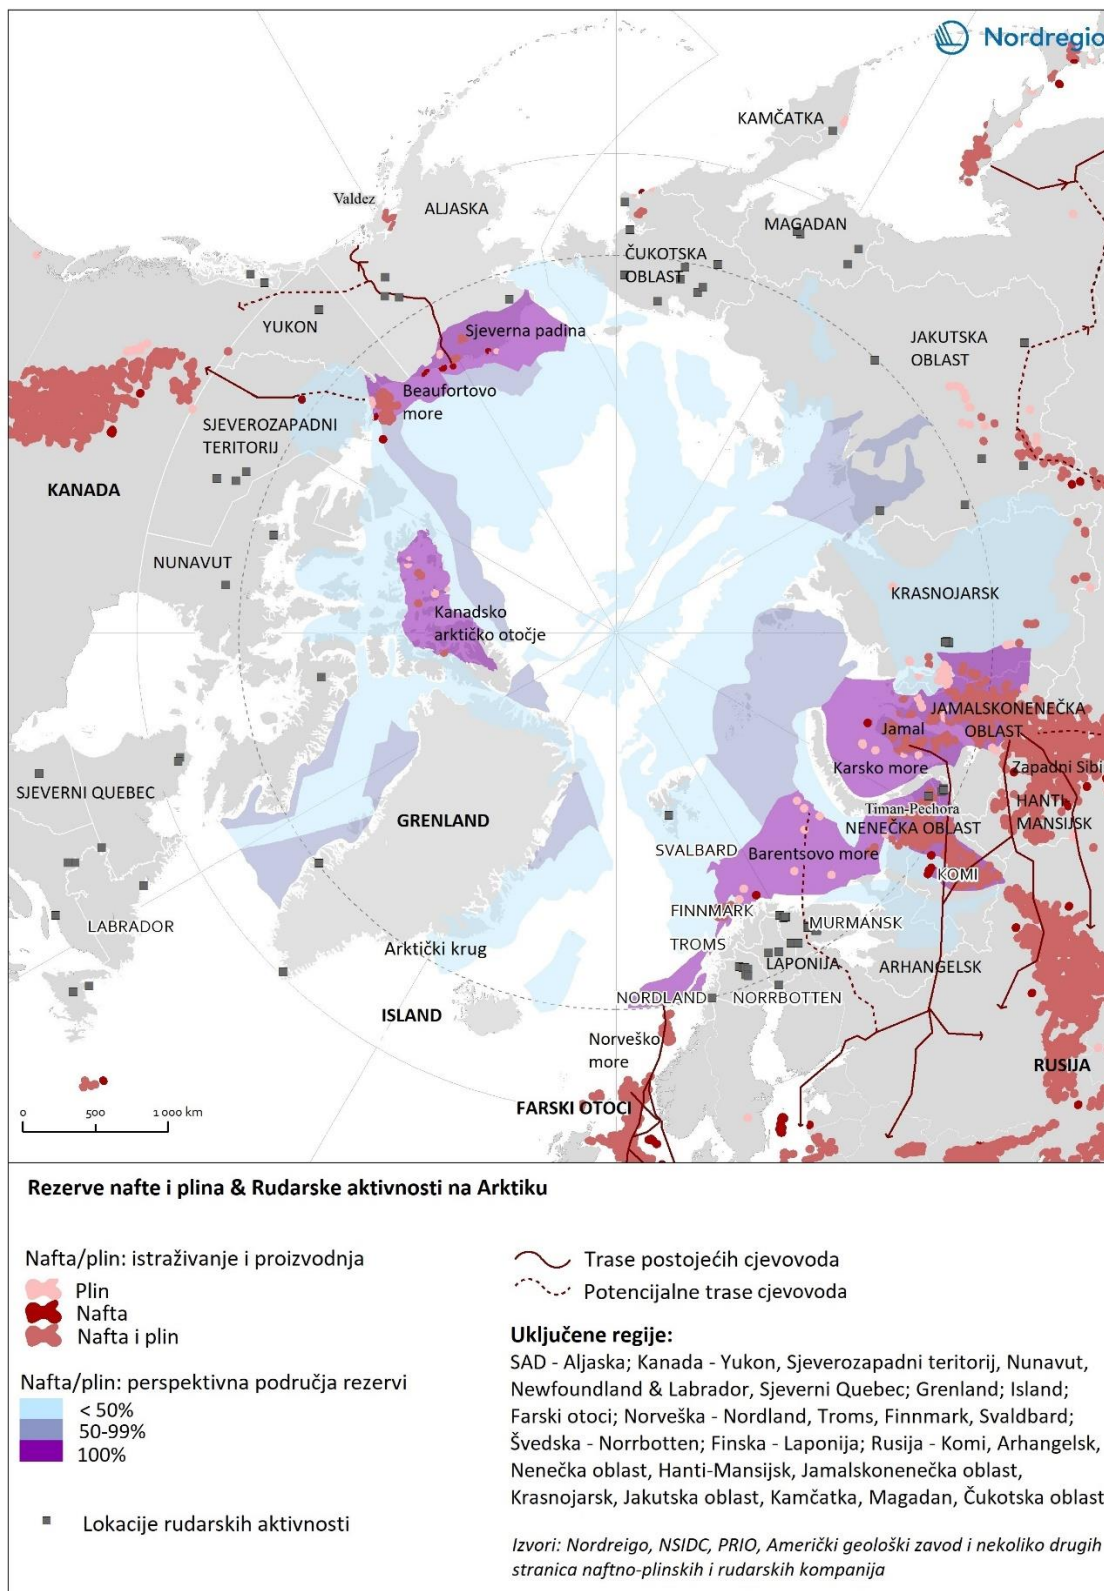 Nordregio
KAMČATKA
Valdez
ALJASKA
MAGADAN
ČUKOTSKA
OBLAST
YUKON
Sjeverna padina
JAKUTSKA
OBLAST
Beaufortovo
more
SJEVEROZAPADNI
TERITORIJ
KANADA
NUNAVUT
KRASNOJARSK
Kanadsko
arktičko otočje
JAMALSKONENEČKA
OBLAST
Jamal
Karsko more
Zapadni Sibi
SJEVERNI QUEBEC
HANTI
MANSIJSK
Timan-Pechora
GRENLAND
NENEČKA OBLAST
SVALBARD
Barentsovo more
KOMI
FINNMARK
LABRADOR
MURMANSK
Arktički krug
TROMS
LAPONIJA
ARHANGELSK
NORDLAND
NORRBOTTEN
ISLAND
Norveško
more
RUSIJA
FARSKI OTOCI
0 500 1 000 km
Rezerve nafte i plina & Rudarske aktivnosti na Arktiku
Nafta/plin: istraživanje i proizvodnja
Plin
Nafta
Nafta i plin
Nafta/plin: perspektivna područja rezervi
< 50%
50-99%
100%
Lokacije rudarskih aktivnosti
Trase postojećih cjevovoda
Potencijalne trase cjevovoda
Uključene regije:
SAD - Aljaska; Kanada - Yukon, Sjeverozapadni teritorij, Nunavut,
Newfoundland & Labrador, Sjeverni Quebec; Grenland; Island;
Farski otoci; Norveška - Nordland, Troms, Finnmark, Svaldbard;
Švedska - Norrbotten; Finska - Laponija; Rusija - Komi, Arhangelsk,
Nenečka oblast, Hanti-Mansijsk, Jamalskonenečka oblast,
Krasnojarsk, Jakutska oblast, Kamčatka, Magadan, Čukotska oblast
Izvori: Nordreigo, NSIDC, PRIO, Američki geološki zavod i nekoliko drugih
stranica naftno-plinskih i rudarskih kompanija